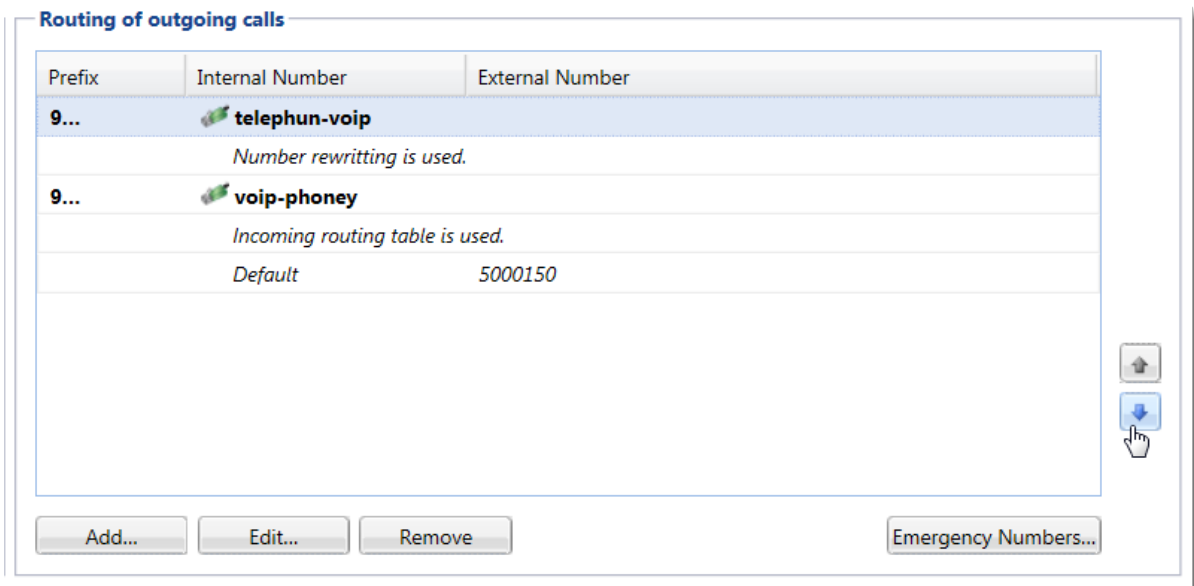 Routing of outgoing calls
Prefix Internal Number External Number
9... telephun-voip
Number rewritting is used.
9... voip-phoney
Incoming routing table is used.
Default 5000150
Add... Edit... Remove Emergency Numbers...